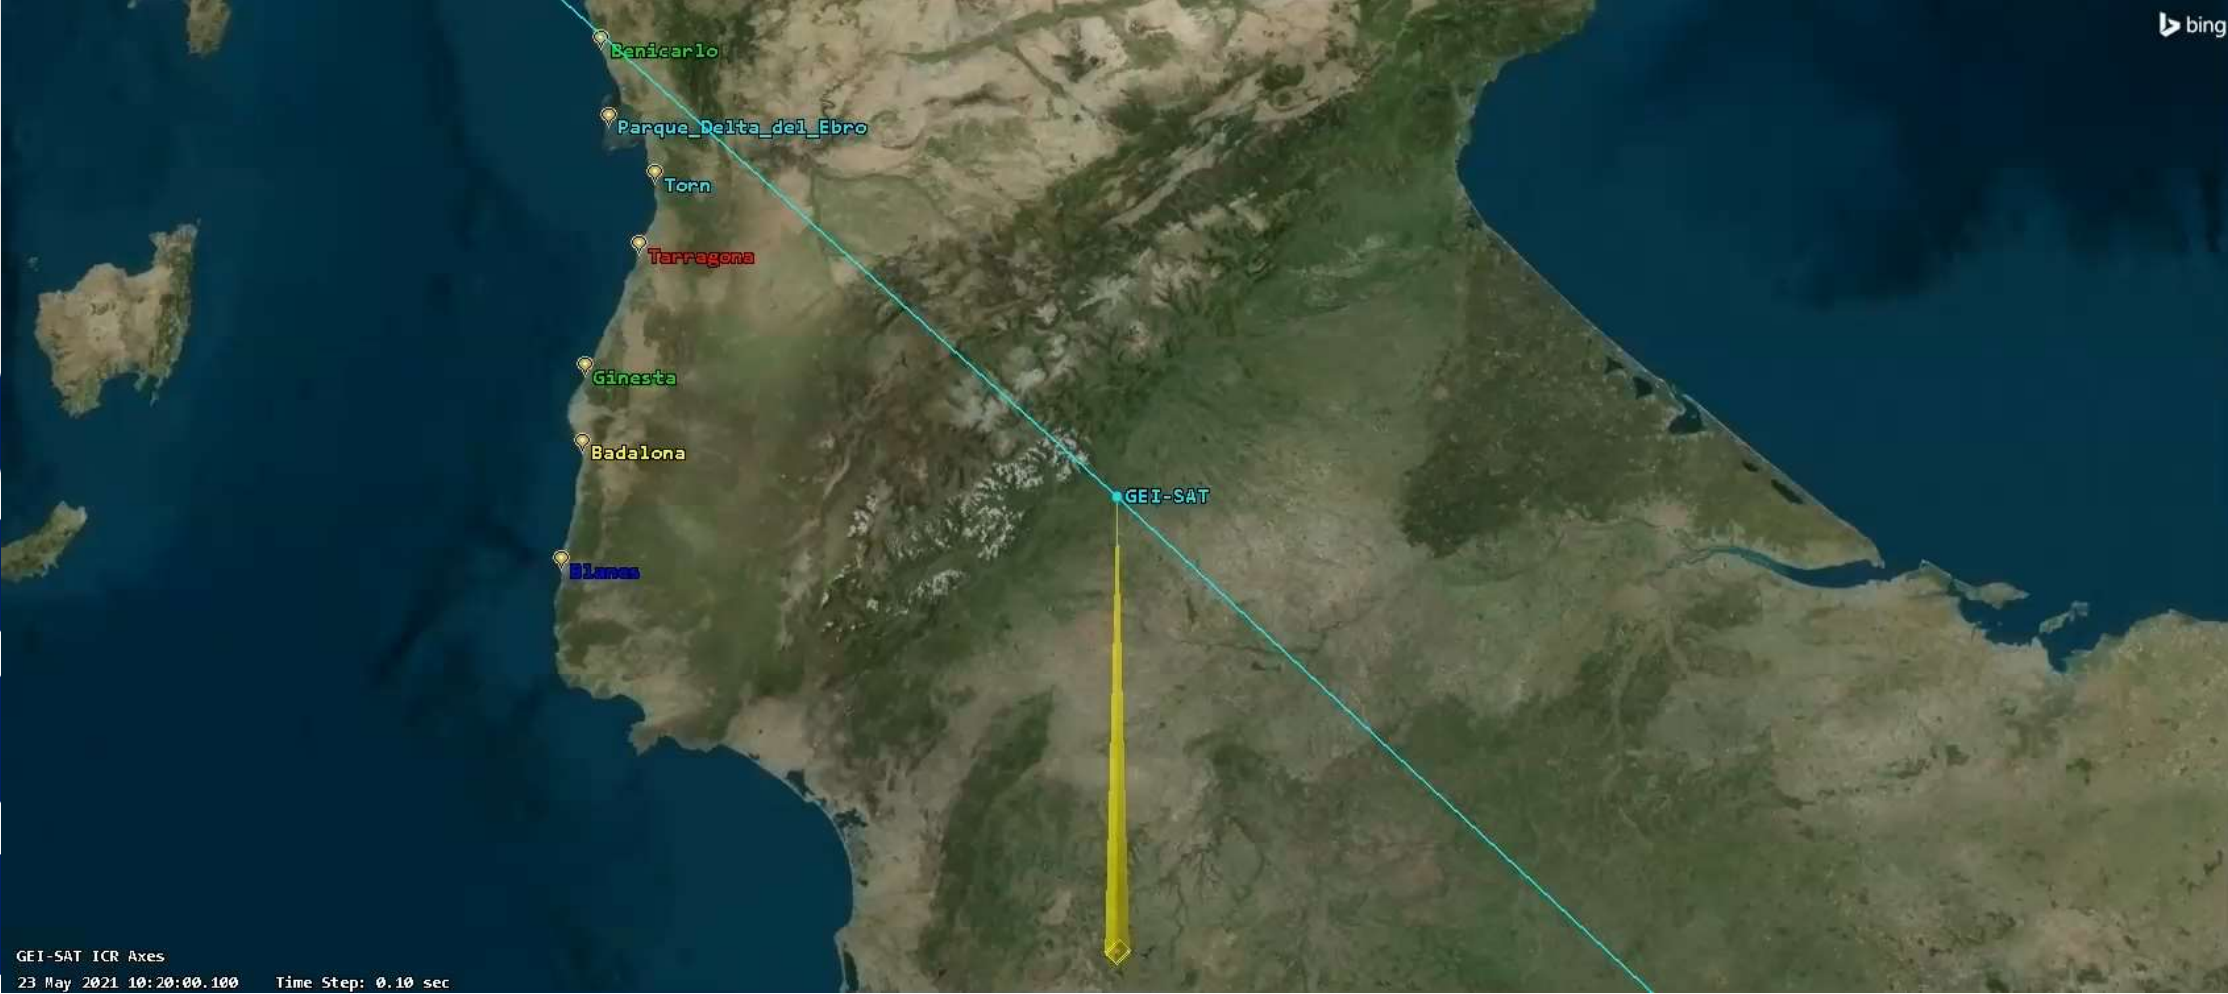 bing
Benicarlo
Parque_Delta_del_Ebro
Torn
Tarragona
Ginesta
Badalona
GEI-SAT
Blanes
GEI-SAT ICR Axes
23 May 2021 10:20:00.100 Time Step: 0.10 sec